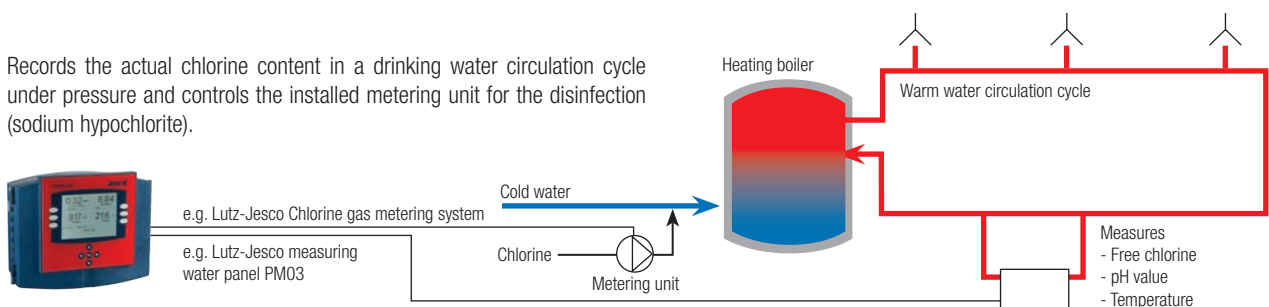 Records the actual chlorine content in a drinking water circulation cycle
under pressure and controls the installed metering unit for the disinfection
(sodium hypochlorite).
Heating boiler
Warm water circulation cycle
Cold water
e.g. Lutz-Jesco Chlorine gas metering system
e.g. Lutz-Jesco measuring
water panel PM03
Chlorine
Metering unit
Measures
- Free chlorine
- pH value
- Temperature